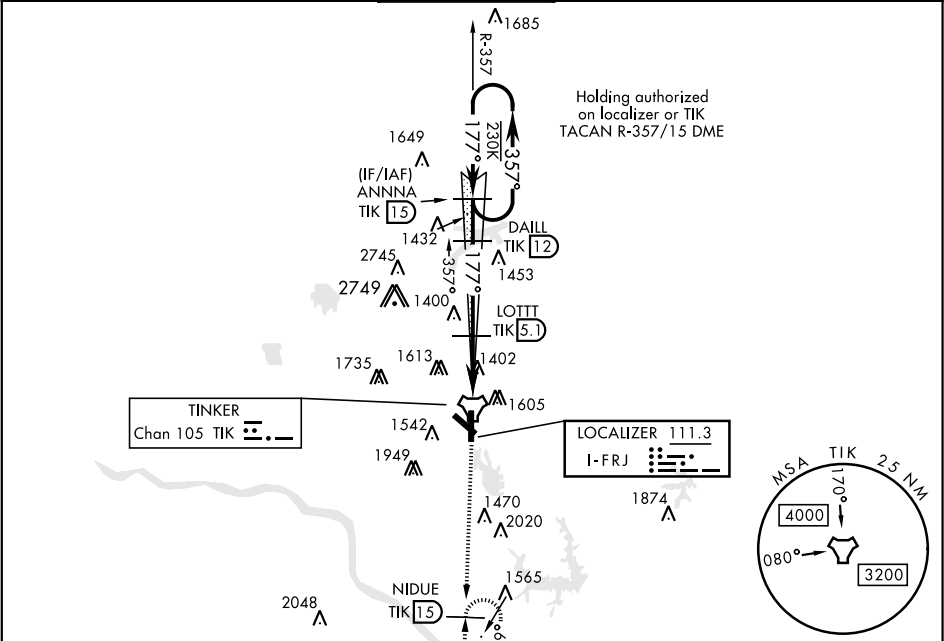 1685
R-357
Holding authorized
on localizer or TIK
TACAN R-357/15 DME
177°
230K
357°
1649
(IF/IAF)
ANNNA
TIK 15
1432
DAILL
TIK 12
1453
2745
357°
177°
2749
1400
LOTTT
TIK 5.1
1735
1613
1402
1605
TINKER
Chan 105 TIK
1542
LOCALIZER 111.3
I-FRJ
1949
1470
2020
1874
MSA TIK 25 NM
170°
4000
080°
3200
NIDUE
TIK 15
1565
2048